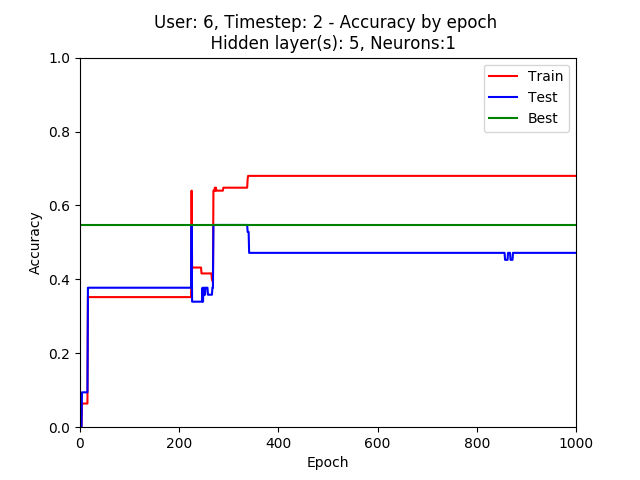 User: 6, Timestep: 2 - Accuracy by epoch
Hidden layer(s): 5, Neurons:1
1.0
0.8
0.6
0.4
0.2
0.0
Accuracy
Train
Test
Best
0
200
400
600
800
1000
Epoch